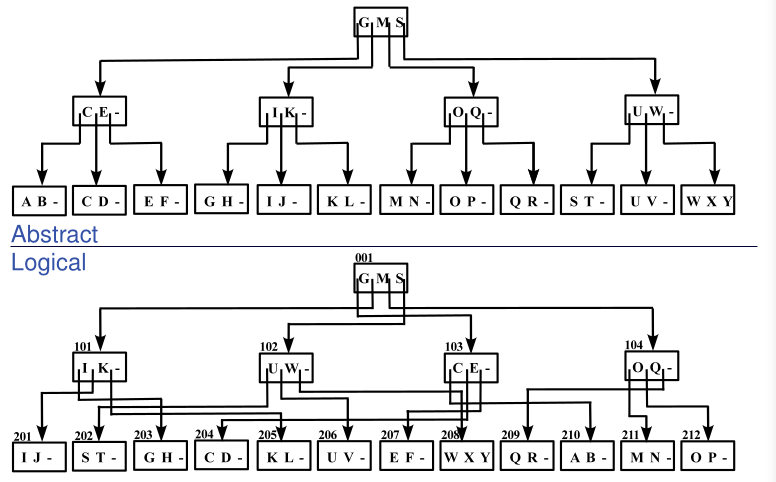 G M S
C E -
I K -
O Q -
U W -
A B -
C D -
E F -
G H -
I J -
K L -
M N -
O P -
Q R -
S T -
U V -
W X Y
Abstract
Logical
001
G M S
101
102
103
104
I K -
U W -
C E -
O Q -
201
202
203
204
205
206
207
208
209
210
211
212
I J -
S T -
G H -
C D -
K L -
U V -
E F -
W X Y
Q R -
A B -
M N -
O P -